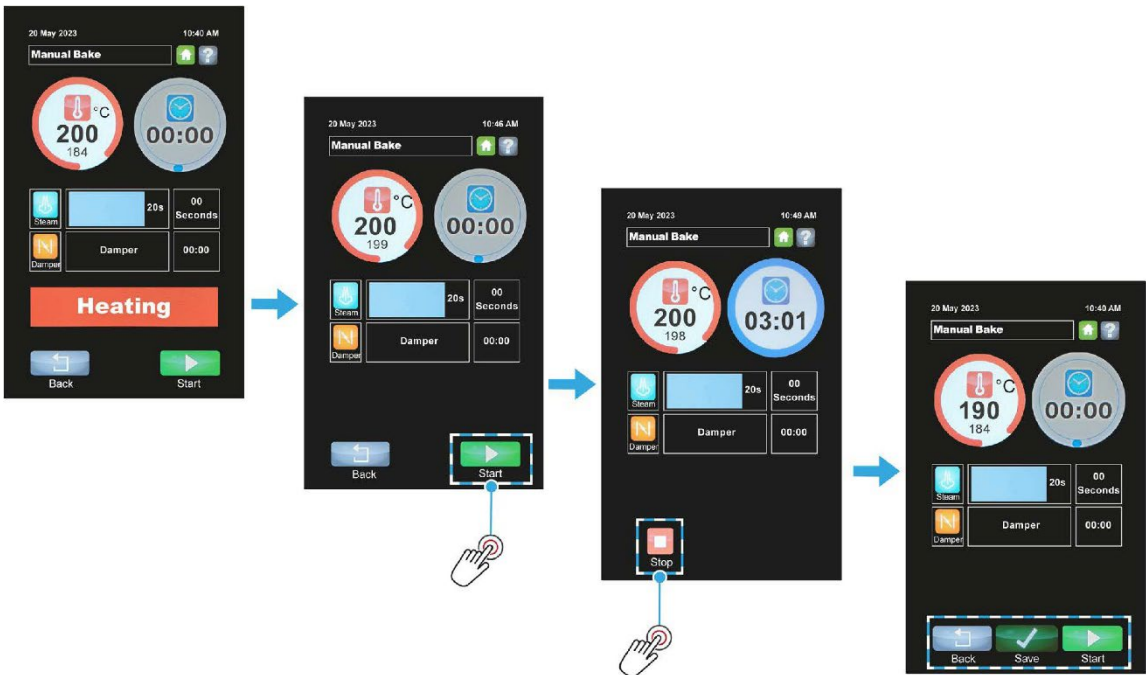 20 May 2023 10:40 AM
Manual Bake ?
°C
200 00:00
184
20s 00
Steam Seconds
Damper 00:00
Damper
Heating
Back Start
20 May 2023 10:46 AM
Manual Bake ?
°C
200 00:00
199
20s 00
Steam Seconds
Damper 00:00
Damper
Back Start
20 May 2023 10:49 AM
Manual Bake ?
°C
200 03:01
198
20s 00
Steam Seconds
Damper 00:00
Damper
Stop
20 May 2023 10:40 AM
Manual Bake ?
°C
190 00:00
184
20s 00
Steam Seconds
Damper 00:00
Damper
Back Save Start